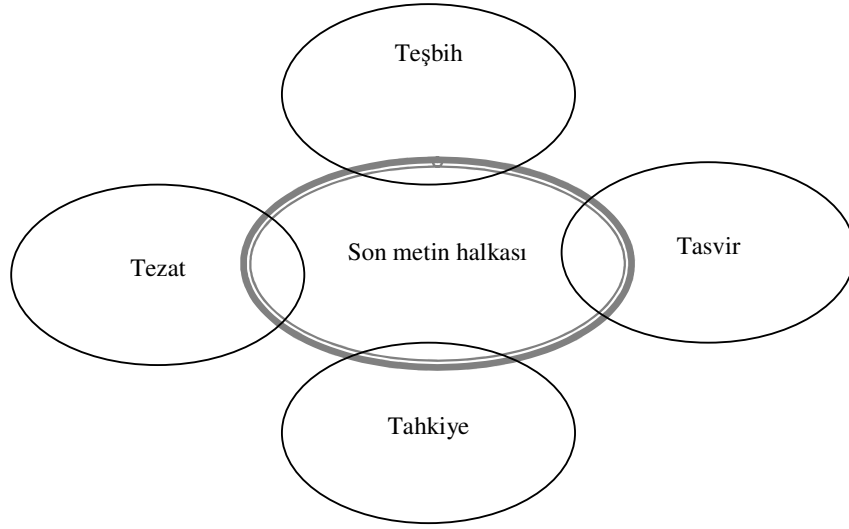 Teşbih
Son metin halkası
Tasvir
Tezat
Tahkiye